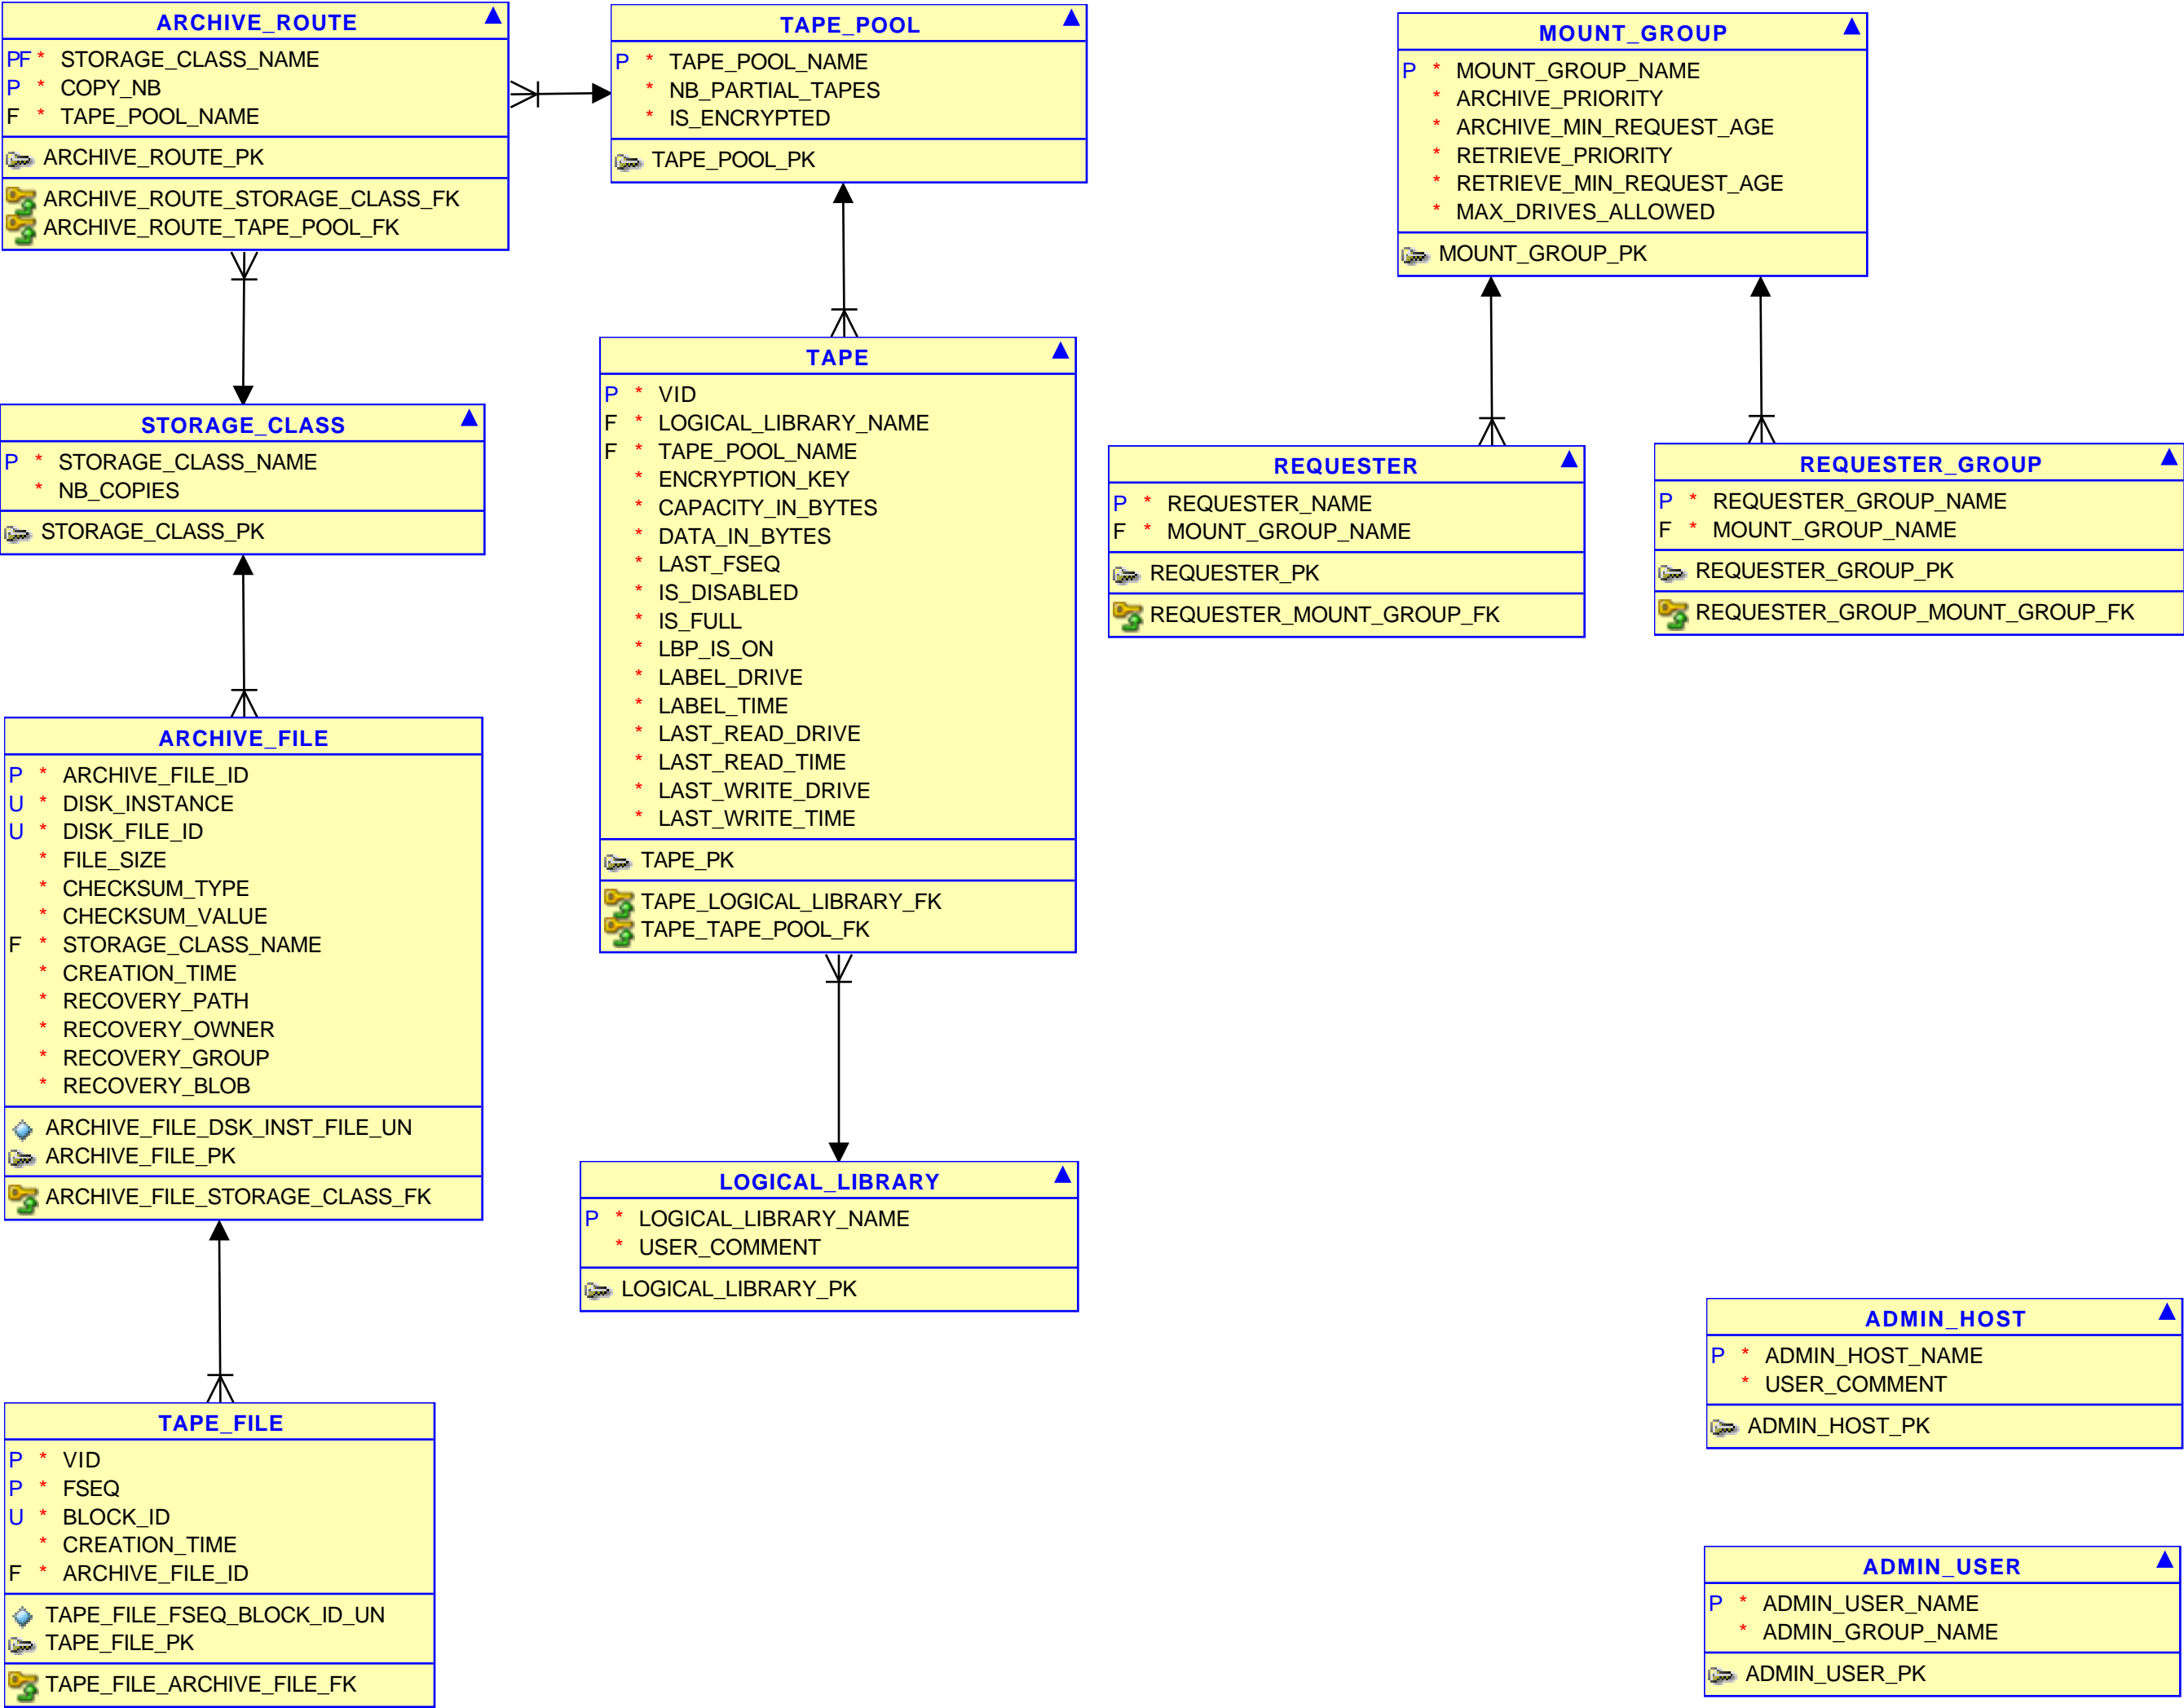 ARCHIVE_ROUTE
PF * STORAGE_CLASS_NAME
P * COPY_NB
F * TAPE_POOL_NAME
ARCHIVE_ROUTE_PK
ARCHIVE_ROUTE_STORAGE_CLASS_FK
ARCHIVE_ROUTE_TAPE_POOL_FK
TAPE_POOL
P * TAPE_POOL_NAME
* NB_PARTIAL_TAPES
* IS_ENCRYPTED
TAPE_POOL_PK
MOUNT_GROUP
P * MOUNT_GROUP_NAME
* ARCHIVE_PRIORITY
* ARCHIVE_MIN_REQUEST_AGE
* RETRIEVE_PRIORITY
* RETRIEVE_MIN_REQUEST_AGE
* MAX_DRIVES_ALLOWED
MOUNT_GROUP_PK
STORAGE_CLASS
P * STORAGE_CLASS_NAME
* NB_COPIES
STORAGE_CLASS_PK
TAPE
P * VID
F * LOGICAL_LIBRARY_NAME
F * TAPE_POOL_NAME
* ENCRYPTION_KEY
* CAPACITY_IN_BYTES
* DATA_IN_BYTES
* LAST_FSEQ
* IS_DISABLED
* IS_FULL
* LBP_IS_ON
* LABEL_DRIVE
* LABEL_TIME
* LAST_READ_DRIVE
* LAST_READ_TIME
* LAST_WRITE_DRIVE
* LAST_WRITE_TIME
TAPE_PK
TAPE_LOGICAL_LIBRARY_FK
TAPE_TAPE_POOL_FK
REQUESTER
P * REQUESTER_NAME
F * MOUNT_GROUP_NAME
REQUESTER_PK
REQUESTER_MOUNT_GROUP_FK
REQUESTER_GROUP
P * REQUESTER_GROUP_NAME
F * MOUNT_GROUP_NAME
REQUESTER_GROUP_PK
REQUESTER_GROUP_MOUNT_GROUP_FK
ARCHIVE_FILE
P * ARCHIVE_FILE_ID
U * DISK_INSTANCE
U * DISK_FILE_ID
* FILE_SIZE
* CHECKSUM_TYPE
* CHECKSUM_VALUE
F * STORAGE_CLASS_NAME
* CREATION_TIME
* RECOVERY_PATH
* RECOVERY_OWNER
* RECOVERY_GROUP
* RECOVERY_BLOB
ARCHIVE_FILE_DSK_INST_FILE_UN
ARCHIVE_FILE_PK
ARCHIVE_FILE_STORAGE_CLASS_FK
LOGICAL_LIBRARY
P * LOGICAL_LIBRARY_NAME
* USER_COMMENT
LOGICAL_LIBRARY_PK
TAPE_FILE
P * VID
P * FSEQ
U * BLOCK_ID
* CREATION_TIME
F * ARCHIVE_FILE_ID
TAPE_FILE_FSEQ_BLOCK_ID_UN
TAPE_FILE_PK
TAPE_FILE_ARCHIVE_FILE_FK
ADMIN_HOST
P * ADMIN_HOST_NAME
* USER_COMMENT
ADMIN_HOST_PK
ADMIN_USER
P * ADMIN_USER_NAME
* ADMIN_GROUP_NAME
ADMIN_USER_PK